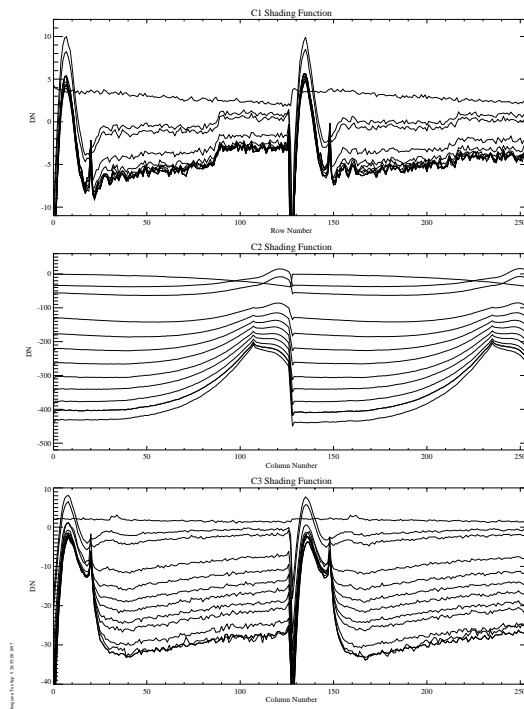 C1 Shading Function
10
5
0
-5
-10
DN
0 50 100 150 200 250
Row Number
C2 Shading Function
0
-100
-200
-300
-400
-500
DN
0 50 100 150 200 250
Column Number
C3 Shading Function
10
0
-10
-20
-30
-40
DN
0 50 100 150 200 250
Column Number